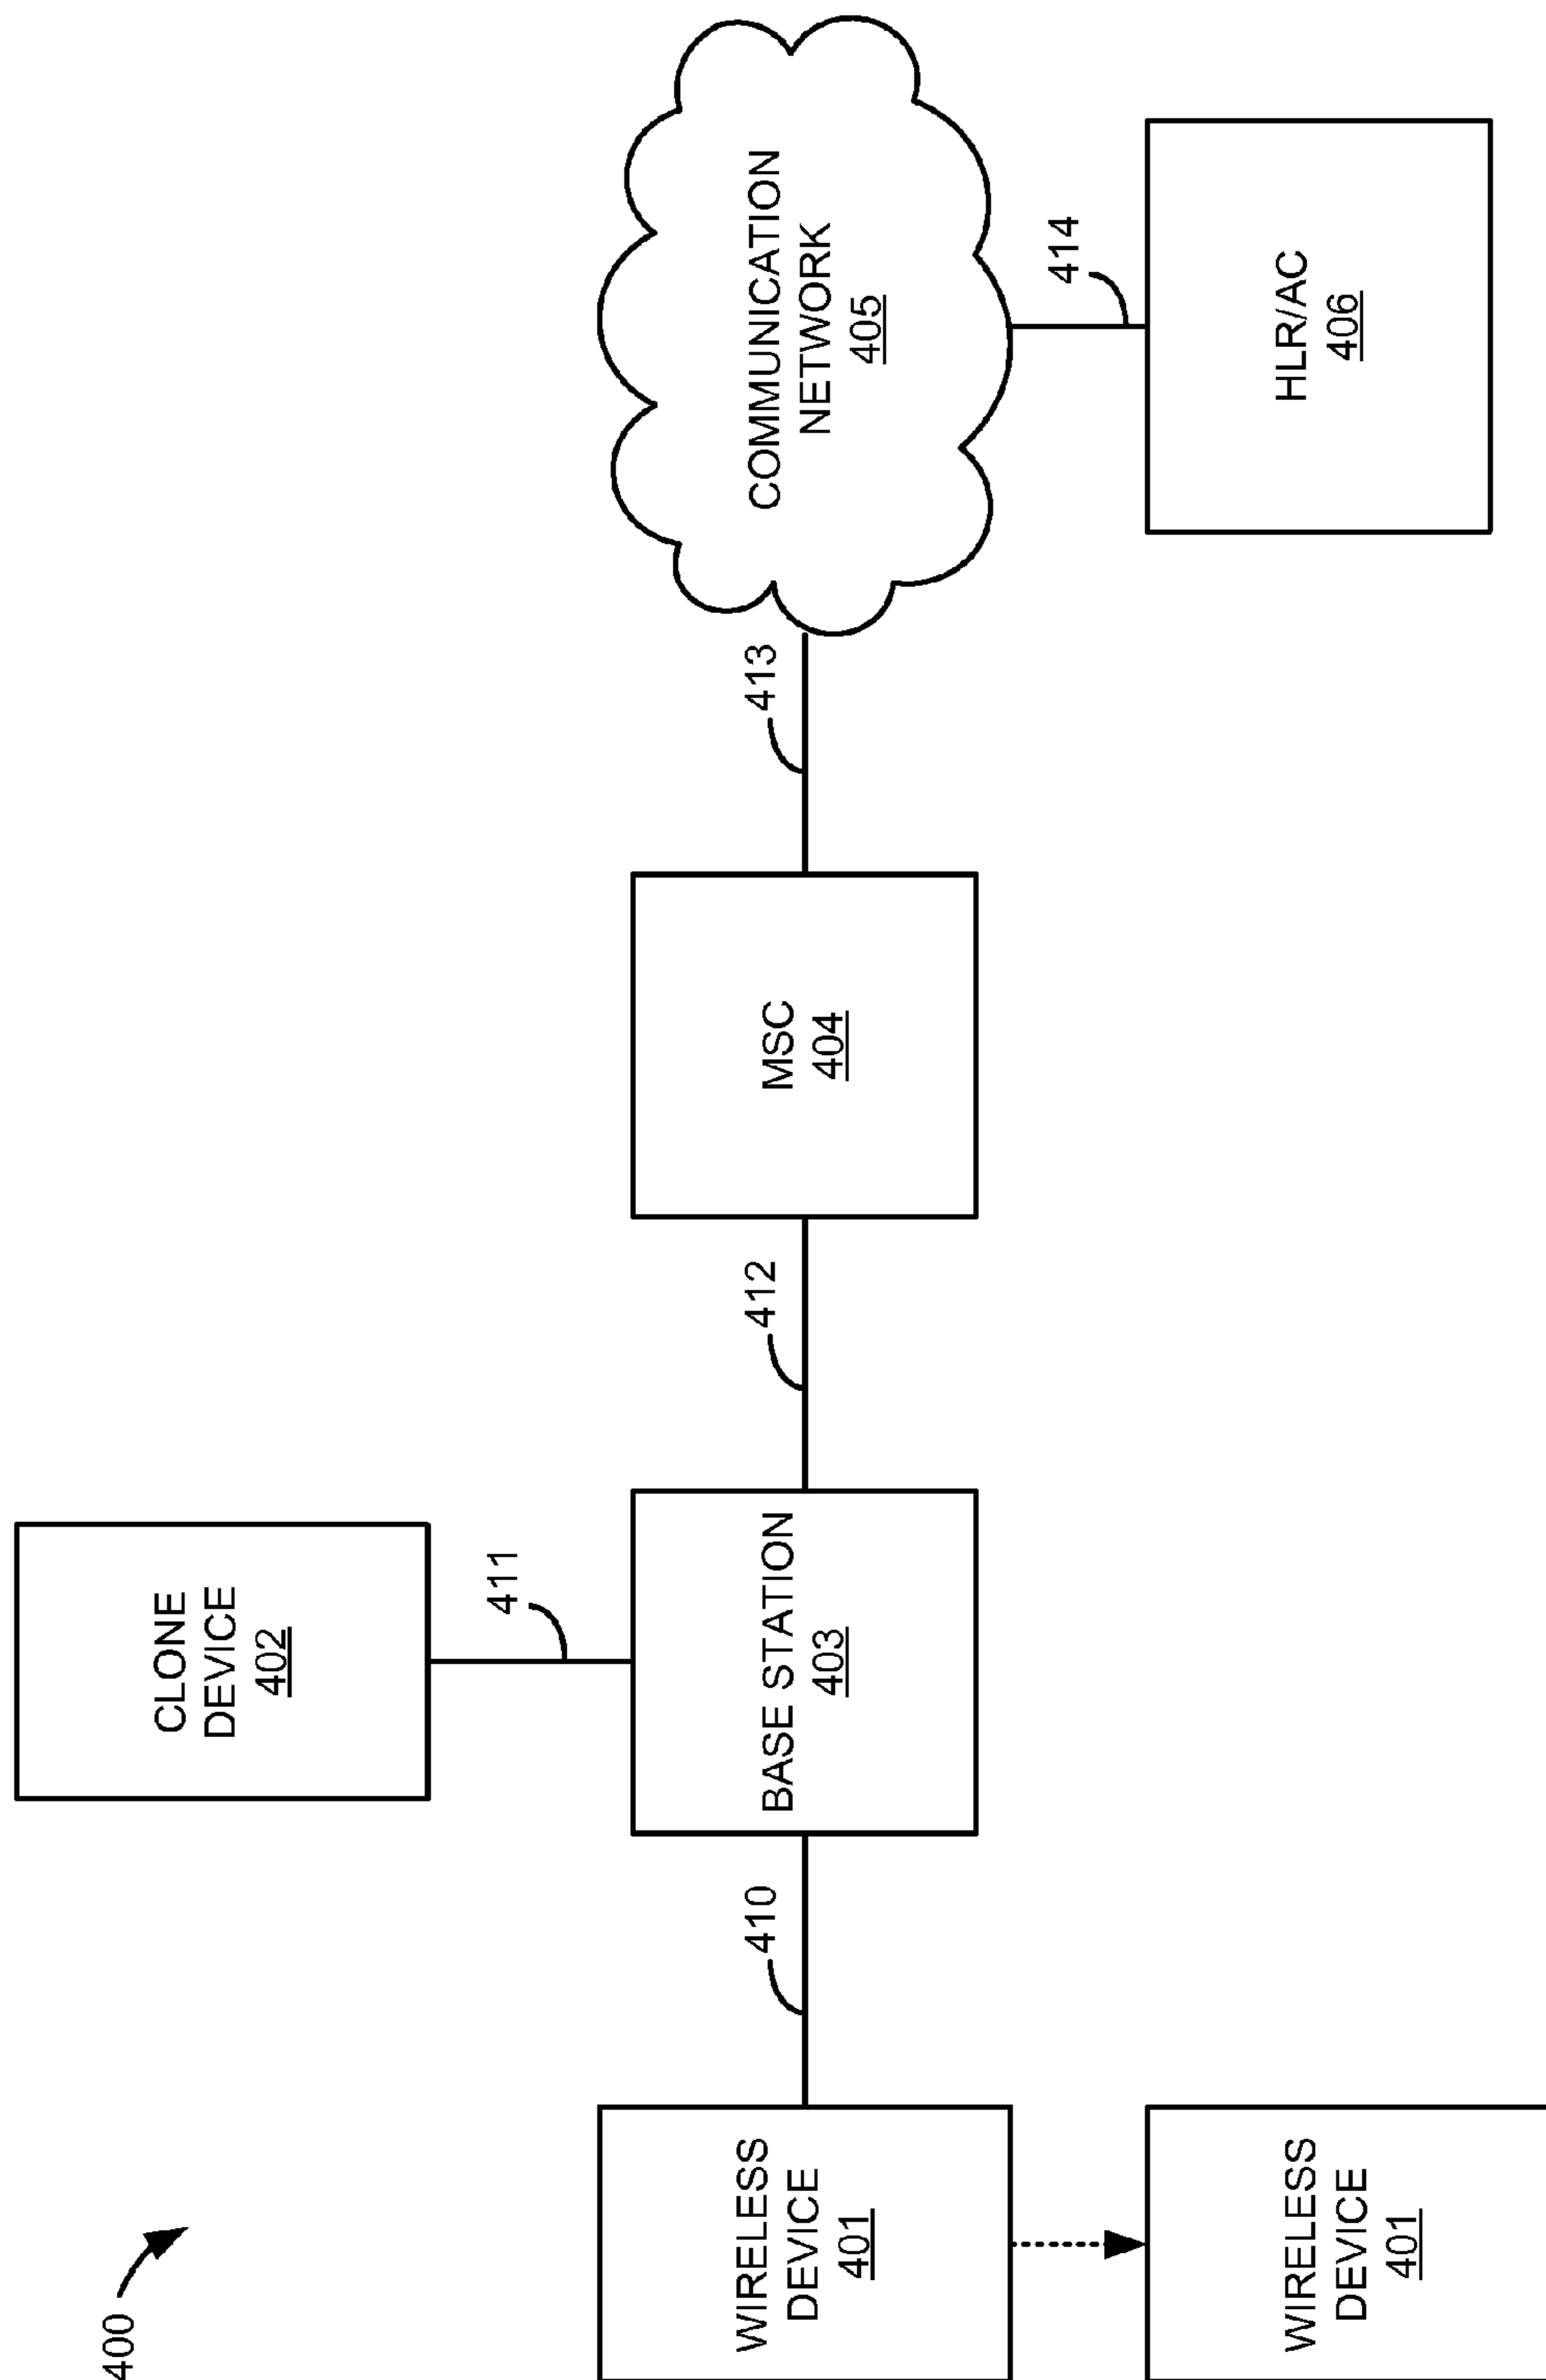 400
CLONE
DEVICE
402
411
WIRELESS
DEVICE
401
410
BASE STATION
403
412
MSC
404
413
COMMUNICATION
NETWORK
405
414
WIRELESS
DEVICE
401
HLR/AC
406